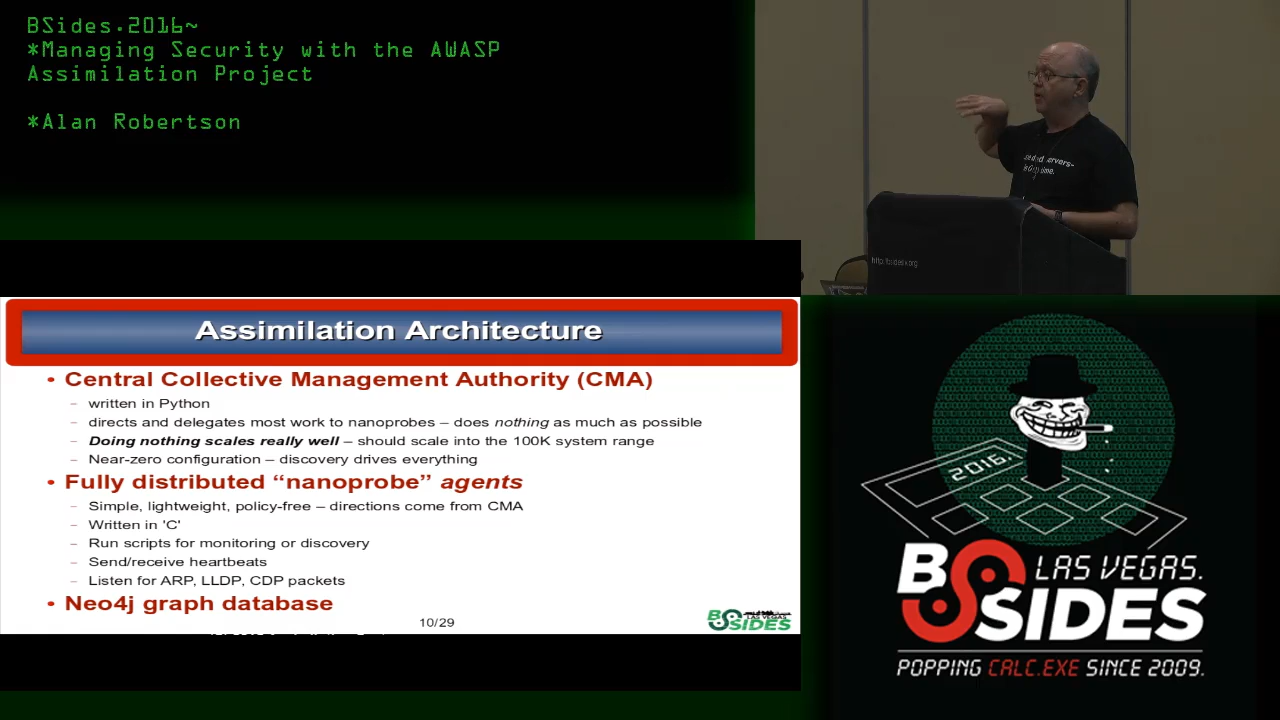 BSides.2016~
*Managing Security with the AWASP
Assimilation Project
*Alan Robertson
http://bsideslv.org
Assimilation Architecture
• Central Collective Management Authority (CMA)
– written in Python
– directs and delegates most work to nanoprobes – does nothing as much as possible
– Doing nothing scales really well – should scale into the 100K system range
– Near-zero configuration – discovery drives everything
• Fully distributed “nanoprobe” agents
– Simple, lightweight, policy-free – directions come from CMA
– Written in 'C'
– Run scripts for monitoring or discovery
– Send/receive heartbeats
– Listen for ARP, LLDP, CDP packets
• Neo4j graph database
10/29
BSIDES
LAS VEGAS
2016.
BSIDES
LAS VEGAS.
POPPING CALC.EXE SINCE 2009.